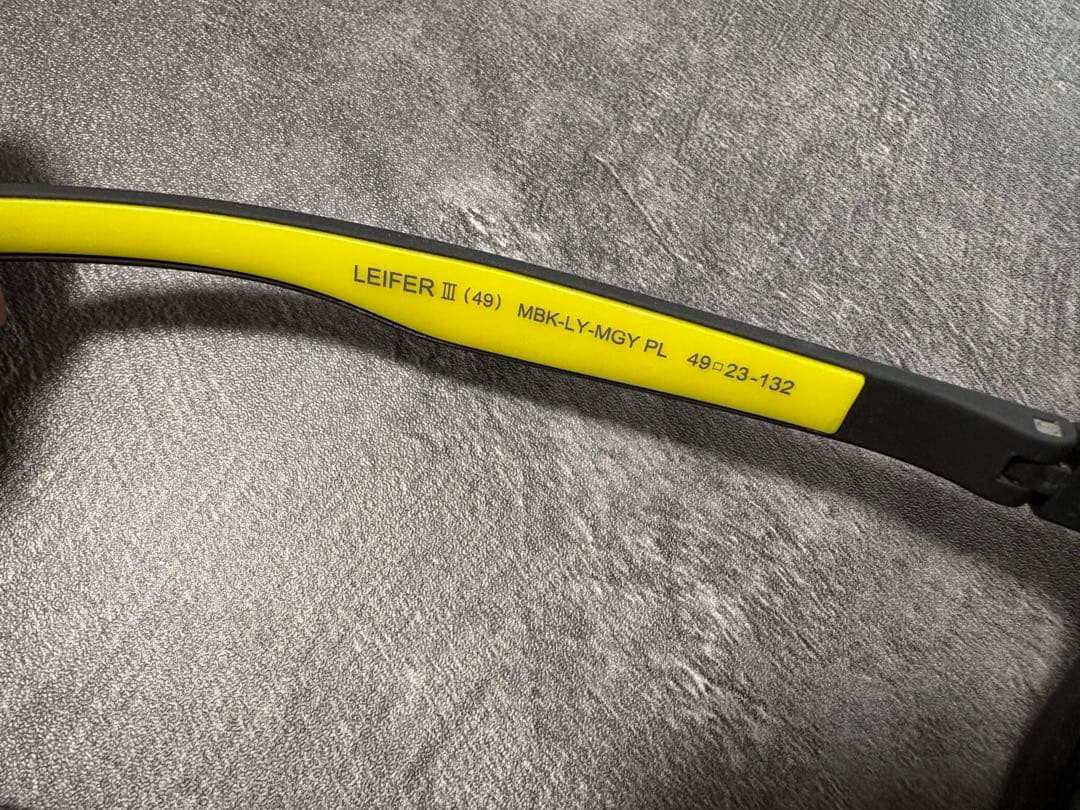 LEIFER Ⅲ (49) MBK-LY-MGY PL 49□23-132